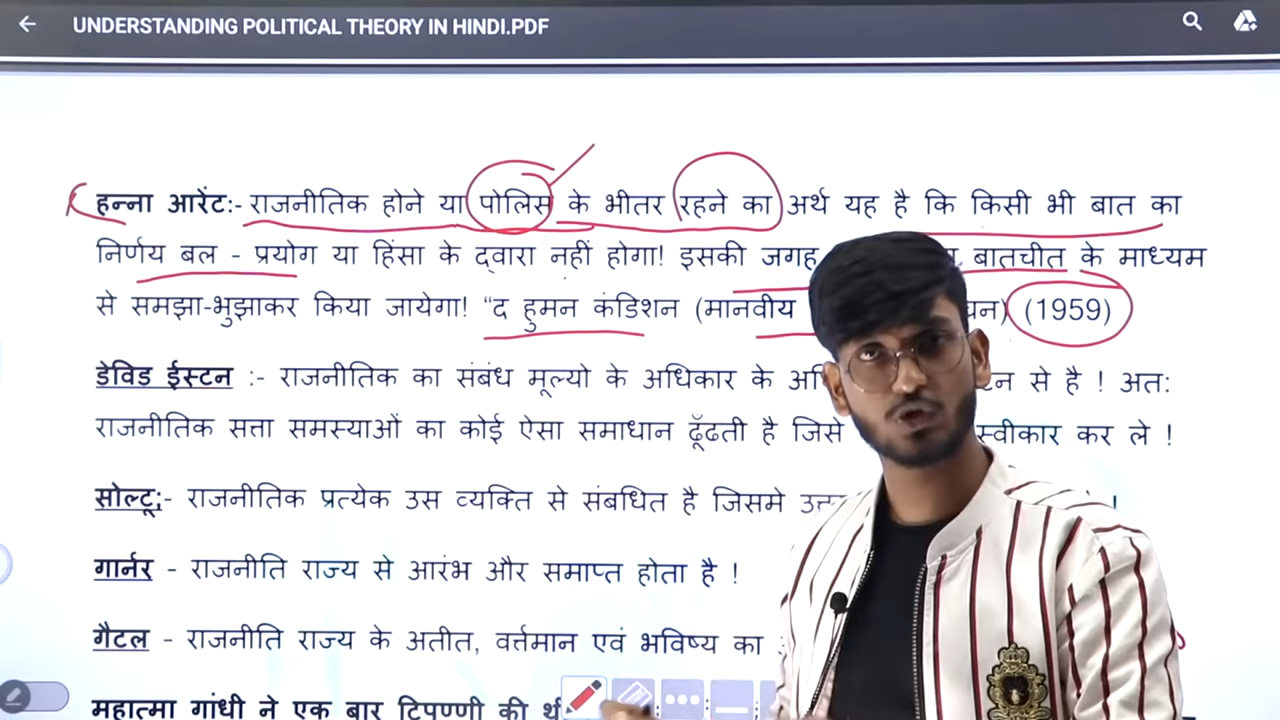 UNDERSTANDING POLITICAL THEORY IN HINDI.PDF
हन्ना आरेंट:- राजनीतिक होने या पोलिस के भीतर रहने का अर्थ यह है कि किसी भी बात का
निर्णय बल - प्रयोग या हिंसा के द्वारा नहीं होगा! इसकी जगह बातचीत के माध्यम
से समझा-भुझाकर किया जायेगा! "द हुमन कंडिशन (मानवीय (1959)
डेविड ईस्टन :- राजनीतिक का संबंध मूल्यो के अधिकार के से है ! अत:
राजनीतिक सत्ता समस्याओं का कोई ऐसा समाधान ढूँढती है जिसे स्वीकार कर ले !
सोल्टू;- राजनीतिक प्रत्येक उस व्यक्ति से संबधित है जिसमे !
गार्नर - राजनीति राज्य से आरंभ और समाप्त होता है !
गैटल - राजनीति राज्य के अतीत, वर्त्तमान एवं भविष्य का
महात्मा गांधी ने एक बार टिपण्णी की